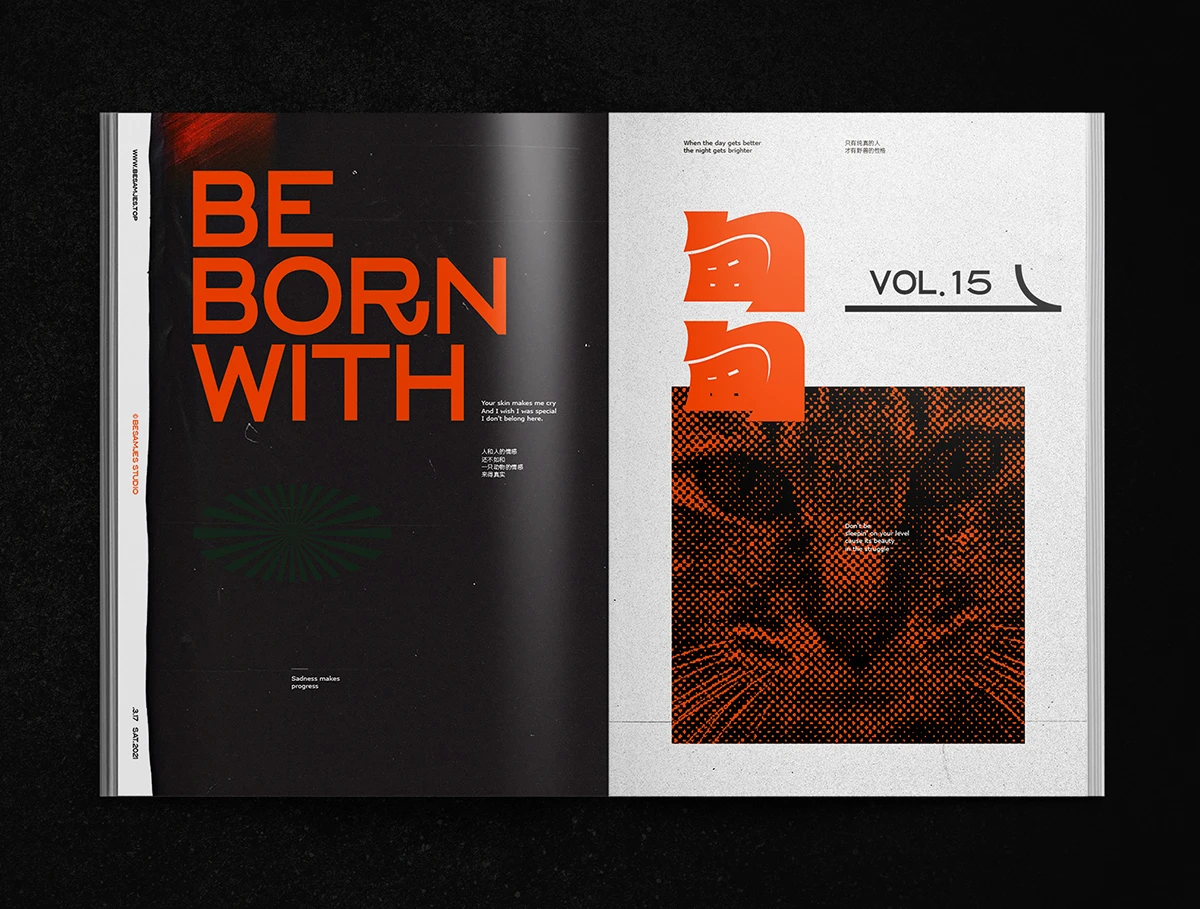 WWW.BESAMJES.TOP
©BESAMJES STUDIO
.3.17 SAT.2021
BE
BORN
WITH
Your skin makes me cry
And I wish I was special
I don't belong here.
人和人的情感
还不如和
一只动物的情感
来得真实
Sadness makes
progress
When the day gets better
the night gets brighter
只有纯真的人
才有野兽的性格
VOL.15
Don't be
sleepin' on your level
cause its beauty
in the struggle